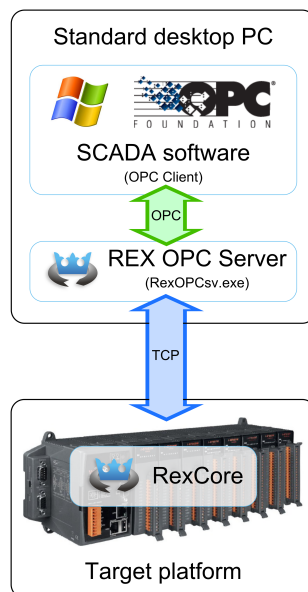 Standard desktop PC
OPC
®
FOUNDATION
SCADA software
(OPC Client)
OPC
REX OPC Server
(RexOPCsv.exe)
TCP
RexCore
Target platform